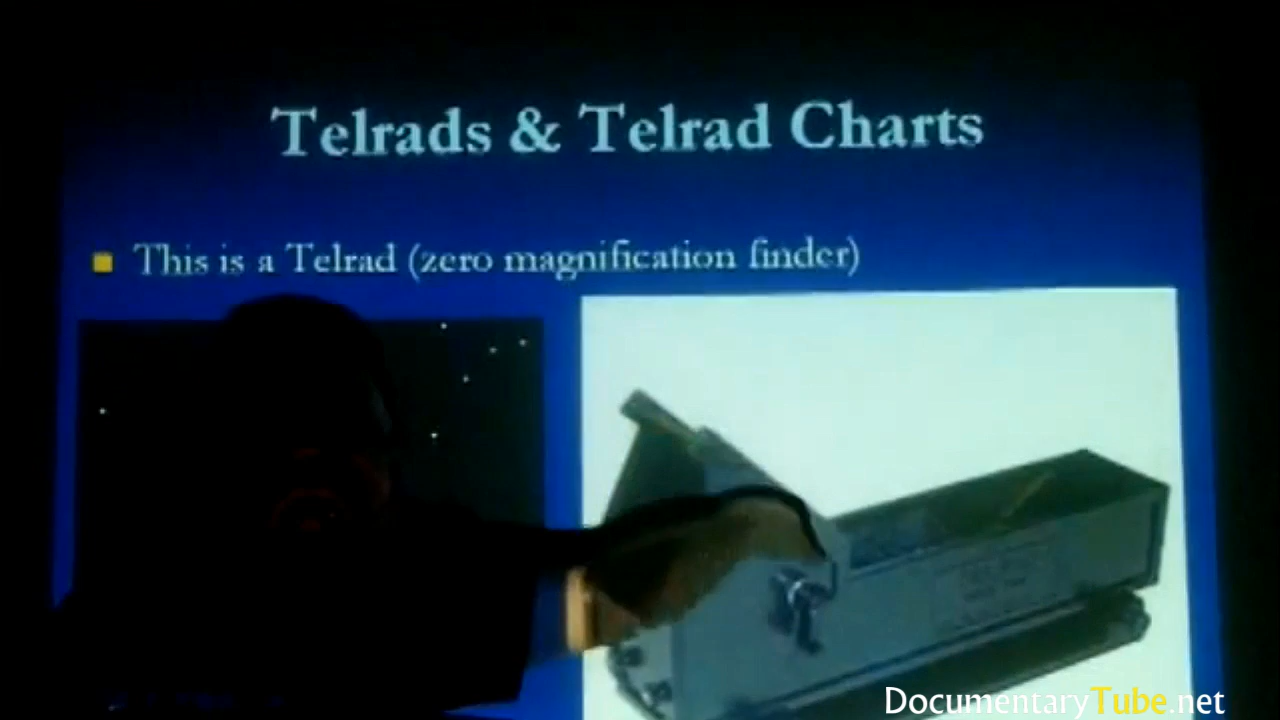 Telrads & Telrad Charts
This is a Telrad (zero magnification finder)
DocumentaryTube.net